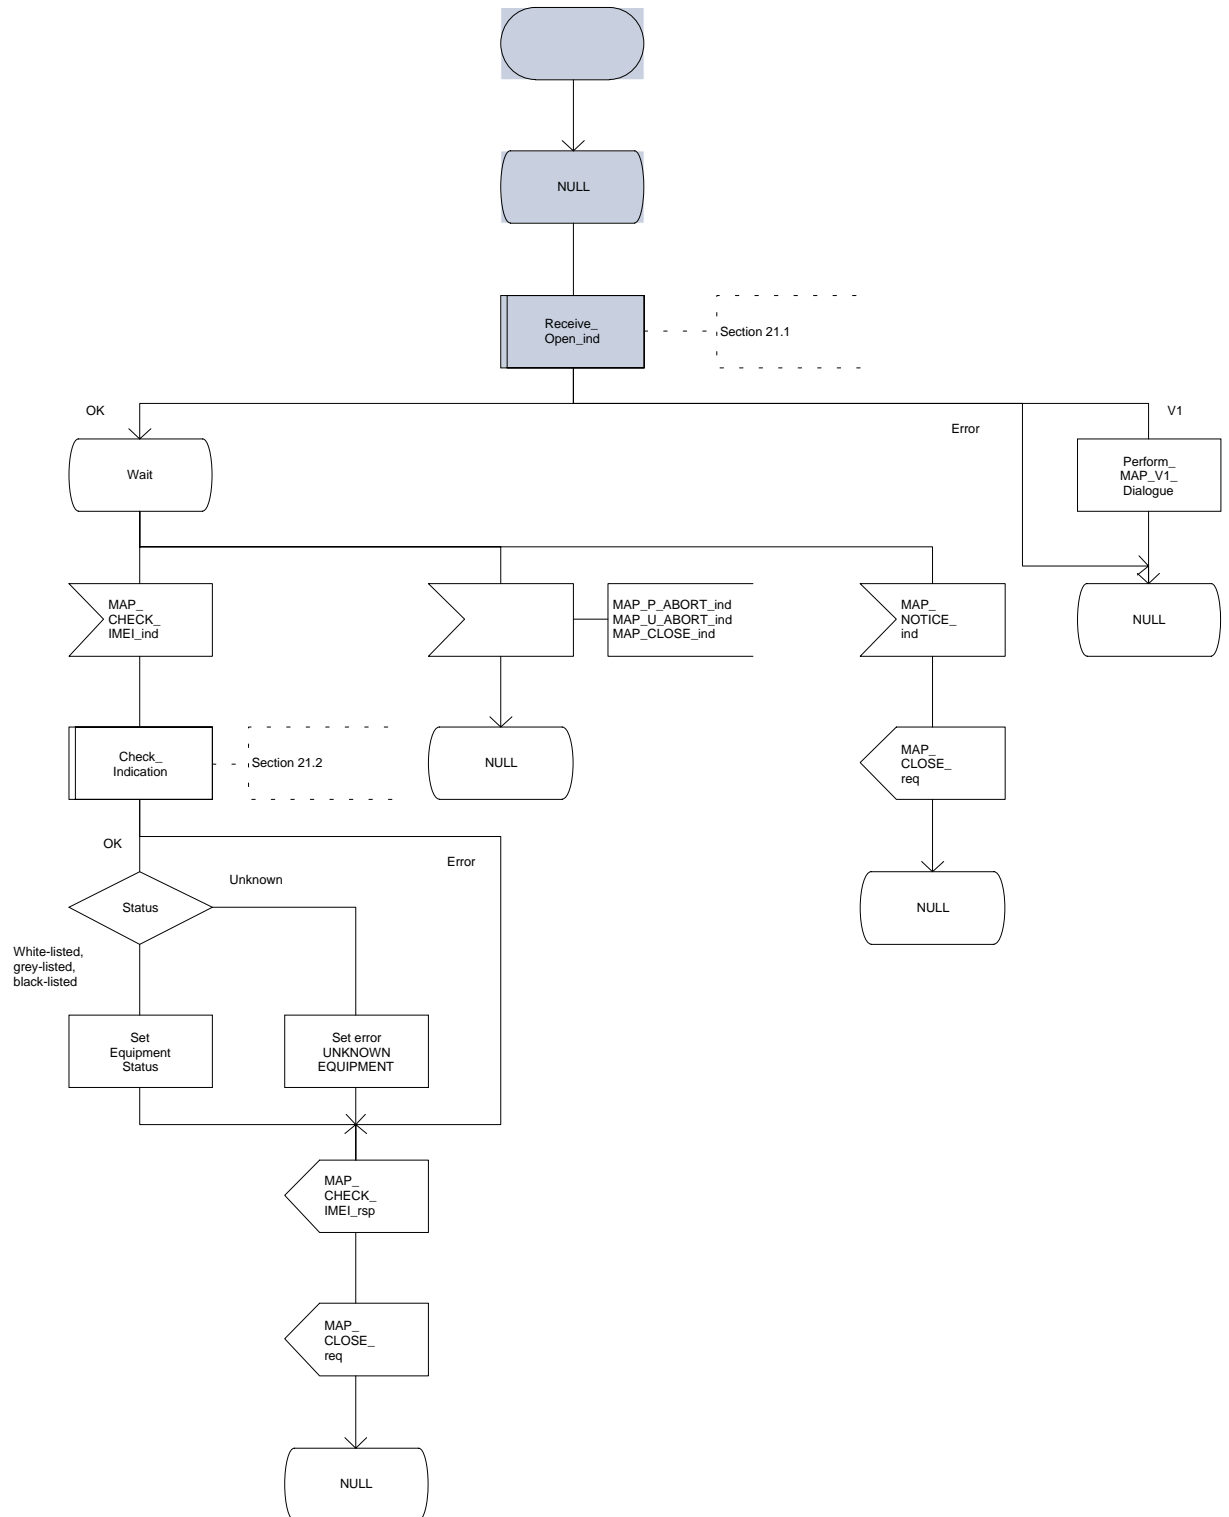 NULL
Receive_
Open_ind
Section 21.1
OK
Error
V1
Wait
Perform_
MAP_V1_
Dialogue
MAP_
CHECK_
IMEI_ind
MAP_P_ABORT_ind
MAP_U_ABORT_ind
MAP_CLOSE_ind
MAP_
NOTICE_
ind
NULL
Check_
Indication
Section 21.2
NULL
MAP_
CLOSE_
req
OK
Error
Unknown
Status
NULL
White-listed,
grey-listed,
black-listed
Set
Equipment
Status
Set error
UNKNOWN
EQUIPMENT
MAP_
CHECK_
IMEI_rsp
MAP_
CLOSE_
req
NULL